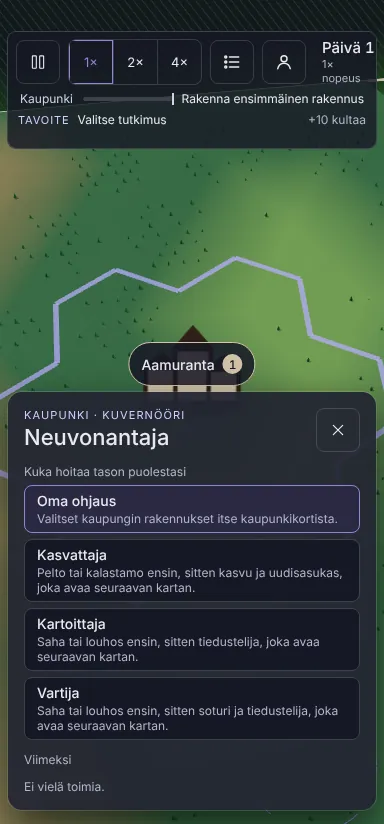 1×
2×
4×
Päivä 1
1×
nopeus
Kaupunki
Rakenna ensimmäinen rakennus
TAVOITE Valitse tutkimus
+10 kultaa
Aamuranta 1
KAUPUNKI · KUVERNÖÖRI
Neuvonantaja
Kuka hoitaa tason puolestasi
Oma ohjaus
Valitset kaupungin rakennukset itse kaupunkikortista.
Kasvattaja
Pelto tai kalastamo ensin, sitten kasvu ja uudisasukas,
joka avaa seuraavan kartan.
Kartoittaja
Saha tai louhos ensin, sitten tiedustelija, joka avaa
seuraavan kartan.
Vartija
Saha tai louhos ensin, sitten soturi ja tiedustelija, joka
avaa seuraavan kartan.
Viimeksi
Ei vielä toimia.